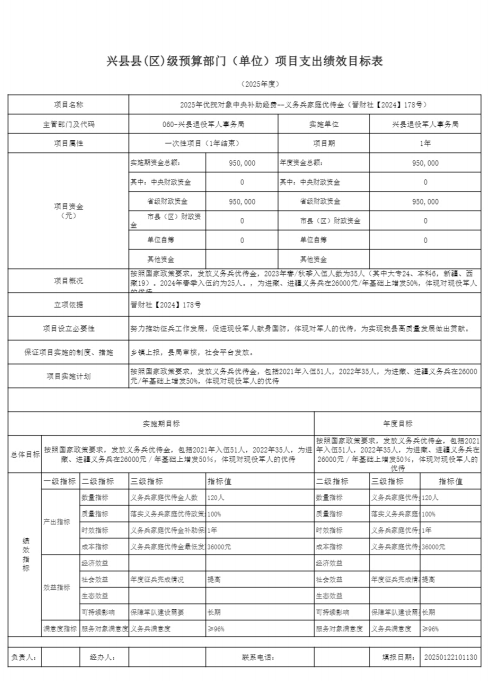 兴县县(区)级预算部门（单位）项目支出绩效目标表
（2025年度）
项目名称 2025年优抚对象中央补助经费--义务兵家庭优待金（晋财社【2024】178号）
主管部门及代码 060-兴县退役军人事务局 实施单位 兴县退役军人事务局
项目属性 一次性项目（1年结束） 项目期 1年
项目资金（元）
实施期资金总额： 950,000 年度资金总额： 950,000
其中：中央财政资金 0 其中：中央财政资金 0
省级财政资金 950,000 省级财政资金 950,000
市县（区）财政资金 0 市县（区）财政资金 0
单位自筹 0 单位自筹 0
其他资金 其他资金
项目概况 按照国家政策要求，发放义务兵优待金，2023年春/秋季入伍人数为33人（其中大专24、本科6，新疆、西
藏19），2024年春季入伍约为25人。，为进藏、进疆义务兵在26000元/年基础上增发50%，体现对现役军人
的优待
立项依据 晋财社【2024】178号
项目设立必要性 努力推动征兵工作发展，促进现役军人献身国防，体现对军人的优待，为实现我县高质量发展做出贡献。
保证项目实施的制度、措施 乡镇上报，县局审核，社会平台发放。
项目实施计划 按照国家政策要求，发放义务兵优待金，包括2021年入伍51人，2022年35人，为进藏、进疆义务兵在26000
元/年基础上增发50%，体现对现役军人的优待
实施期目标 年度目标
总体目标 按照国家政策要求，发放义务兵优待金，包括2021年入伍51人，2022年35人，为进
藏、进疆义务兵在26000元／年基础上增发50％，体现对现役军人的优待
按照国家政策要求，发放义务兵优待金，包括2021
年入伍51人，2022年35人，为进藏、进疆义务兵在
26000元／年基础上增发50％，体现对现役军人的
优待
绩效指标
一级指标 二级指标 三级指标 指标值 二级指标 三级指标 指标值
产出指标
数量指标 义务兵家庭优待金人数 120人 数量指标 义务兵家庭优待 120人
质量指标 落实义务兵家庭优待政策 100% 质量指标 落实义务兵家庭 100%
时效指标 义务兵家庭优待金补助保 1年 时效指标 义务兵家庭优待 1年
成本指标 义务兵家庭优待金最低发 36000元 成本指标 义务兵家庭优待 36000元
效益指标
经济效益 经济效益
社会效益 年度征兵完成情况 提高 社会效益 年度征兵完成情 提高
生态效益 生态效益
可持续影响 保障军队建设需要 长期 可持续影响 保障军队建设需 长期
满意度指标 服务对象满意度 义务兵满意度 ≥96% 服务对象满意度 义务兵满意度 ≥96%
负责人： 经办人： 联系电话： 填报日期： 20250122101130